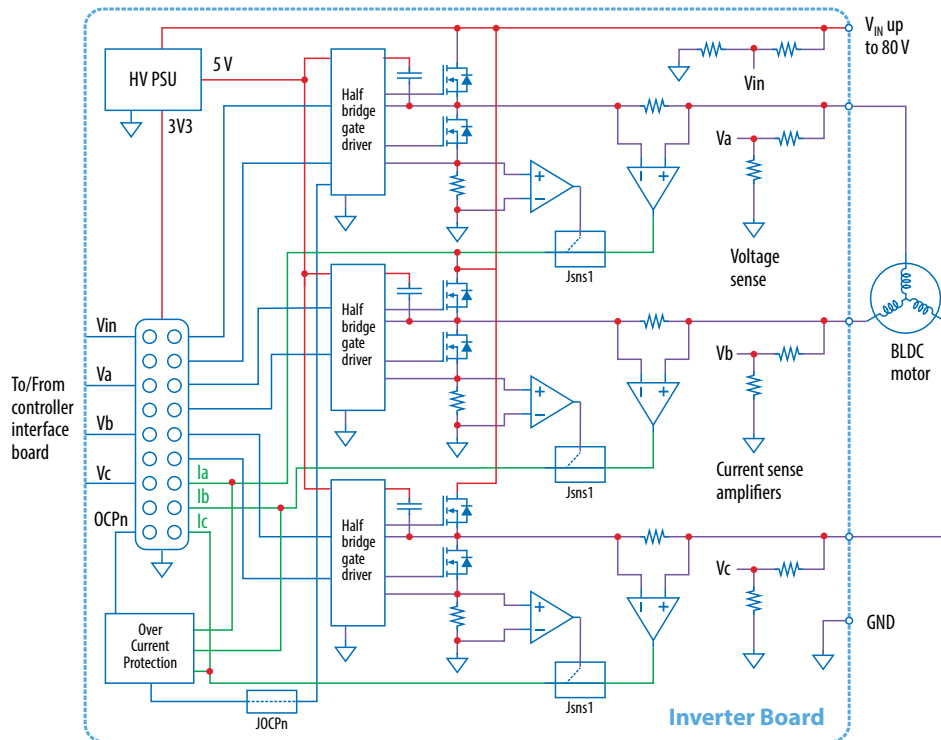 HV PSU
5 V
3V3
Half
bridge
gate
driver
VIN up
to 80 V
Vin
Va
Voltage
sense
Jsns1
Half
bridge
gate
driver
BLDC
motor
Vb
Current sense
amplifiers
Jsns1
To/From
controller
interface
board
Vin
Va
Vb
Vc
OCPn
Ia
Ib
Ic
Half
bridge
gate
driver
Vc
GND
Jsns1
Over
Current
Protection
JOCPn
Inverter Board